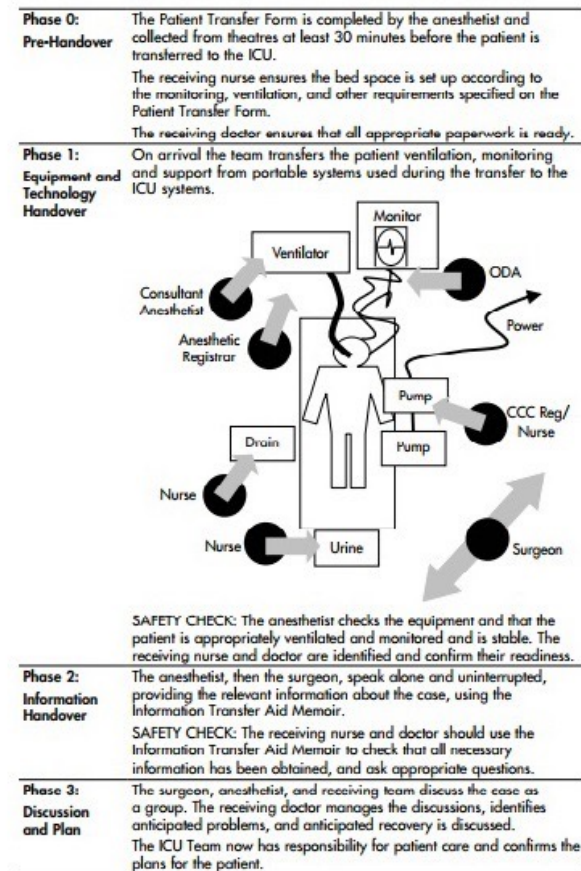 Phase 0:
Pre-Handover
The Patient Transfer Form is completed by the anesthetist and
collected from theatres at least 30 minutes before the patient is
transferred to the ICU.
The receiving nurse ensures the bed space is set up according to
the monitoring, ventilation, and other requirements specified on the
Patient Transfer Form.
The receiving doctor ensures that all appropriate paperwork is ready.
Phase 1:
Equipment and
Technology
Handover
On arrival the team transfers the patient ventilation, monitoring
and support from portable systems used during the transfer to the
ICU systems.
Monitor
Ventilator
ODA
Consultant
Anesthetist
Power
Anesthetic
Registrar
Pump
CCC Reg/
Nurse
Drain
Pump
Nurse
Nurse
Urine
Surgeon
SAFETY CHECK: The anesthetist checks the equipment and that the
patient is appropriately ventilated and monitored and is stable. The
receiving nurse and doctor are identified and confirm their readiness.
Phase 2:
Information
Handover
The anesthetist, then the surgeon, speak alone and uninterrupted,
providing the relevant information about the case, using the
Information Transfer Aid Memoir.
SAFETY CHECK: The receiving nurse and doctor should use the
Information Transfer Aid Memoir to check that all necessary
information has been obtained, and ask appropriate questions.
Phase 3:
Discussion
and Plan
The surgeon, anesthetist, and receiving team discuss the case as
a group. The receiving doctor manages the discussions, identifies
anticipated problems, and anticipated recovery is discussed.
The ICU Team now has responsibility for patient care and confirms the
plans for the patient.